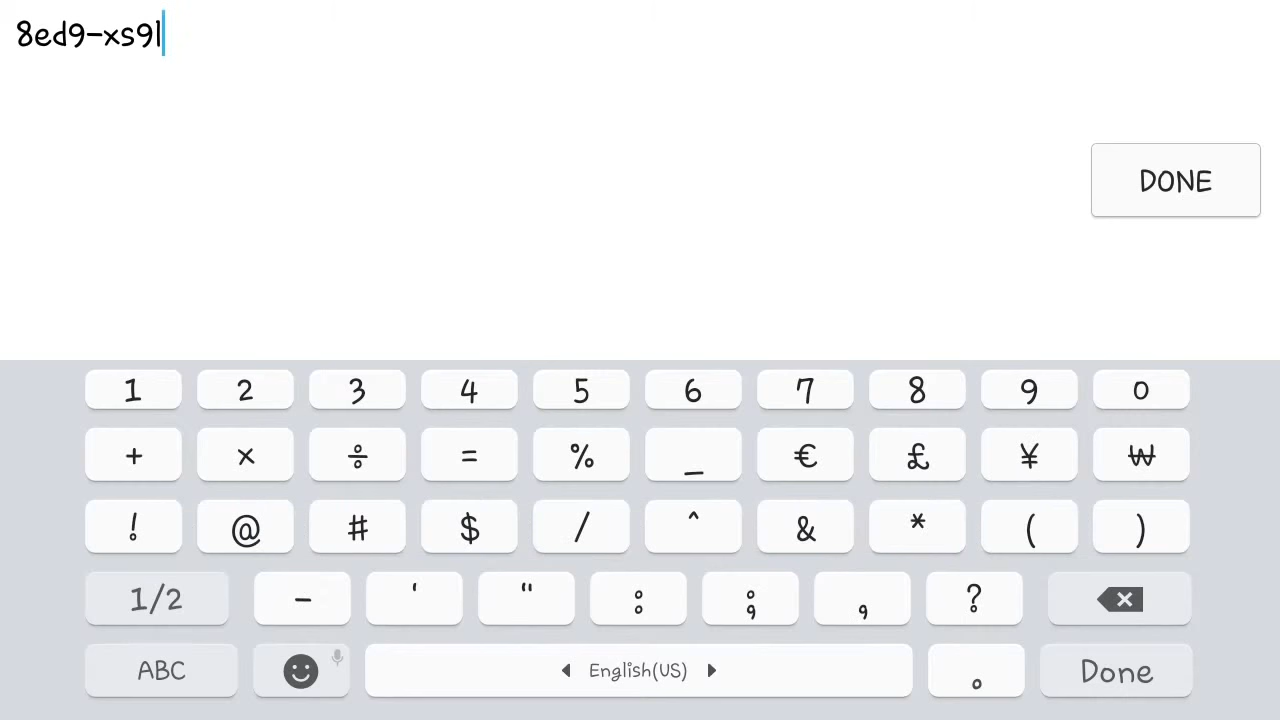 8ed9-xs9l
DONE
1 2 3 4 5 6 7 8 9 0
+ × ÷ = % _ € £ ¥ ₩
! @ # $ / ^ & * ( )
1/2 - ' " : ; , ?
ABC English(US) . Done